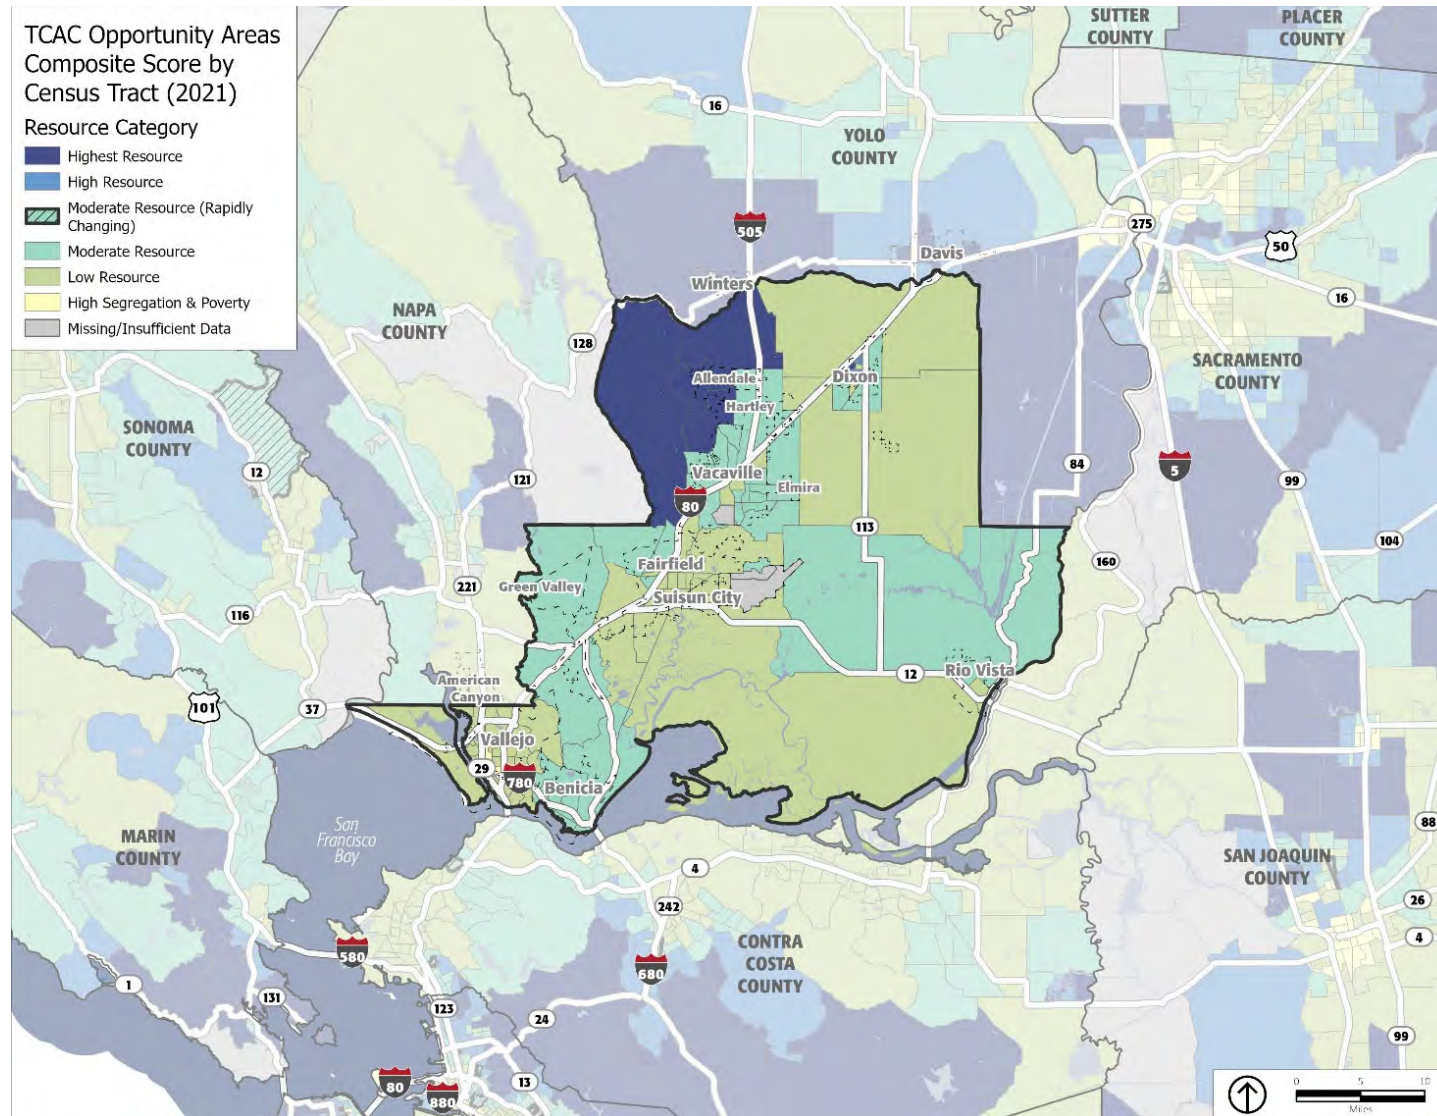 TCAC Opportunity Areas
Composite Score by
Census Tract (2021)
Resource Category
Highest Resource
High Resource
Moderate Resource (Rapidly
Changing)
Moderate Resource
Low Resource
High Segregation & Poverty
Missing/Insufficient Data
SUTTER
COUNTY
PLACER
COUNTY
16
YOLO
COUNTY
505
275
50
Davis
Winters
16
NAPA
COUNTY
128
SACRAMENTO
COUNTY
Allendale
Dixon
Hartley
SONOMA
COUNTY
12
121
Vacaville
Elmira
80
84
5
99
113
104
Fairfield
160
Green Valley
221
Suisun City
116
12
Rio Vista
American
Canyon
101
37
Vallejo
29
780
Benicia
San
Francisco
Bay
MARIN
COUNTY
88
SAN JOAQUIN
COUNTY
4
242
26
4
CONTRA
COSTA
COUNTY
580
680
1
131
123
24
99
13
80
880
0
5
10
Miles